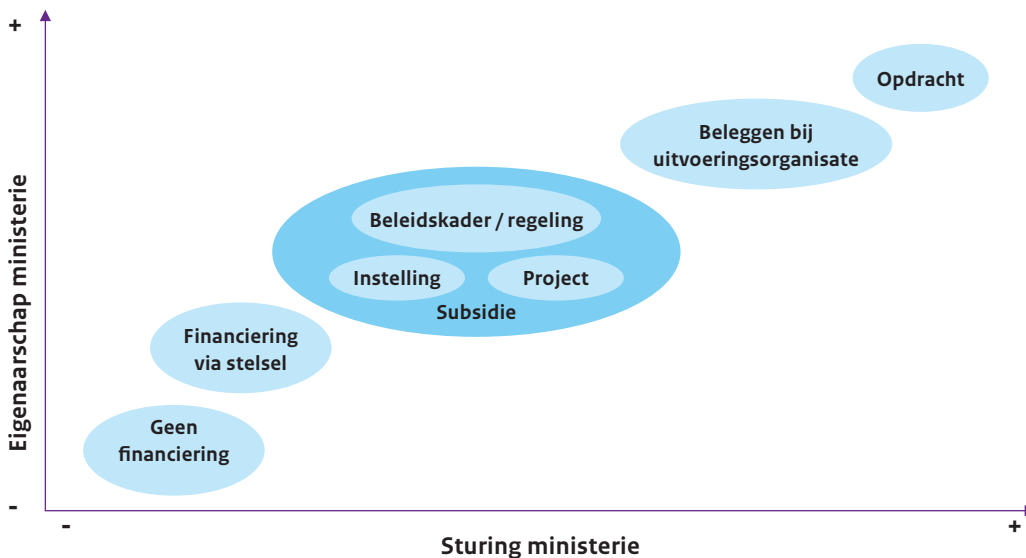 +
Opdracht
Beleggen bij
uitvoeringsorganisate
Beleidskader / regeling
Instelling
Project
Subsidie
Financiering
via stelsel
Geen
financiering
Eigenaarschap ministerie
-
-
+
Sturing ministerie